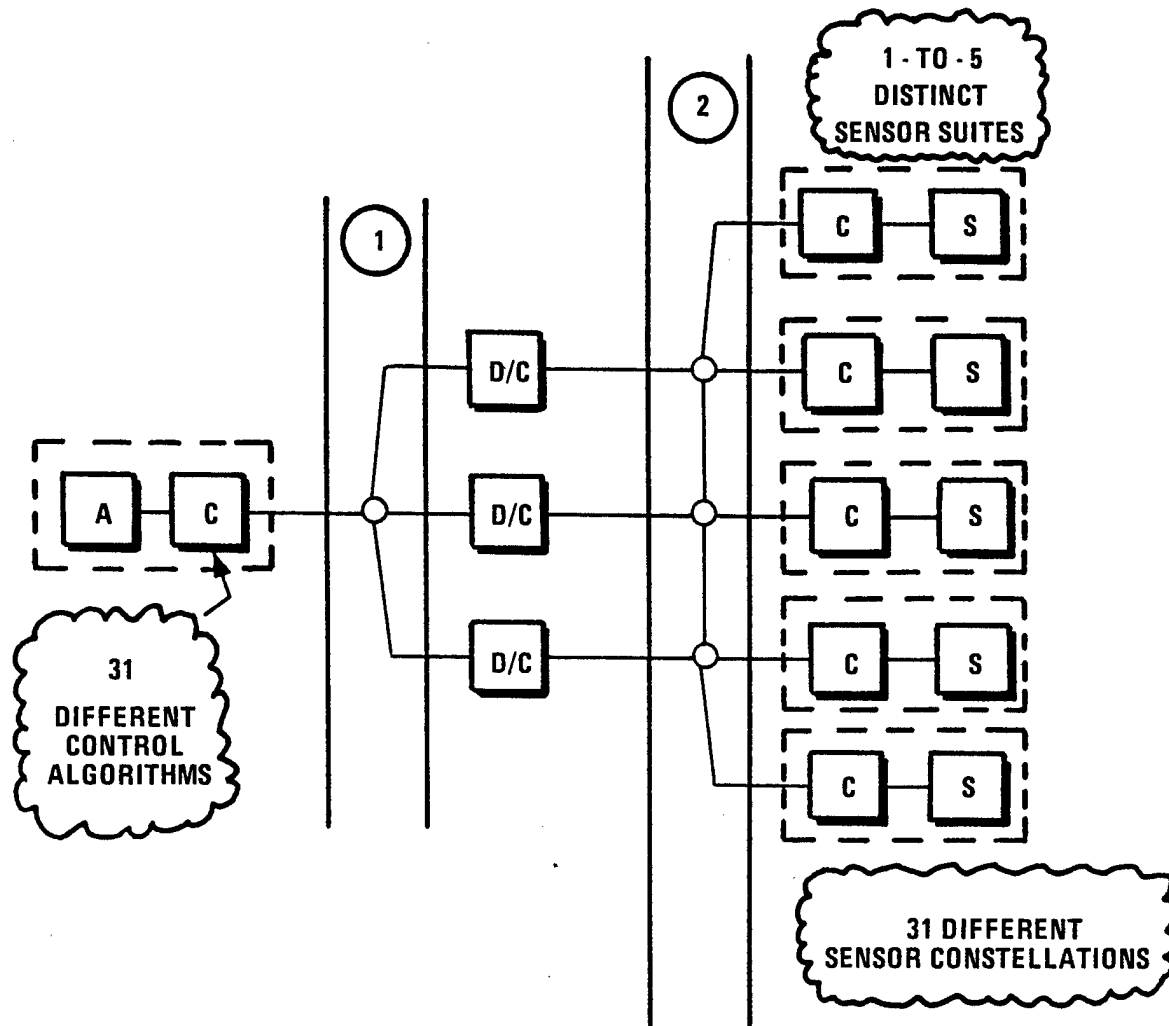 1 - TO - 5
DISTINCT
SENSOR SUITES
2
1
C S
D/C C S
A C D/C C S
D/C C S
C S
31
DIFFERENT
CONTROL
ALGORITHMS
31 DIFFERENT
SENSOR CONSTELLATIONS